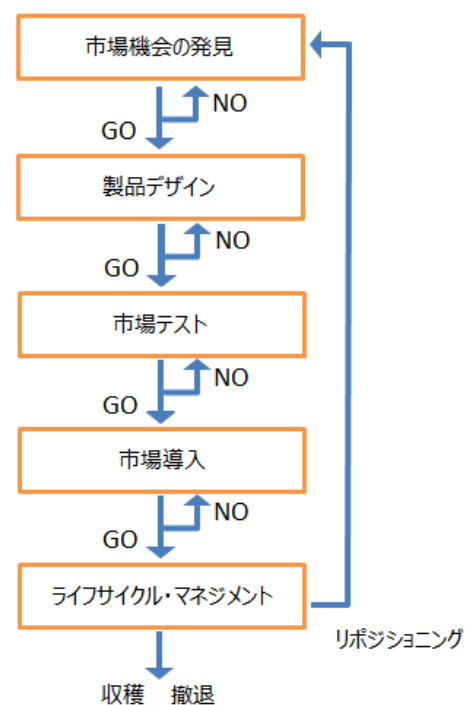 市場機会の発見
NO
GO
製品デザイン
NO
GO
市場テスト
NO
GO
市場導入
NO
GO
ライフサイクル・マネジメント
リポジショニング
収穫 撤退